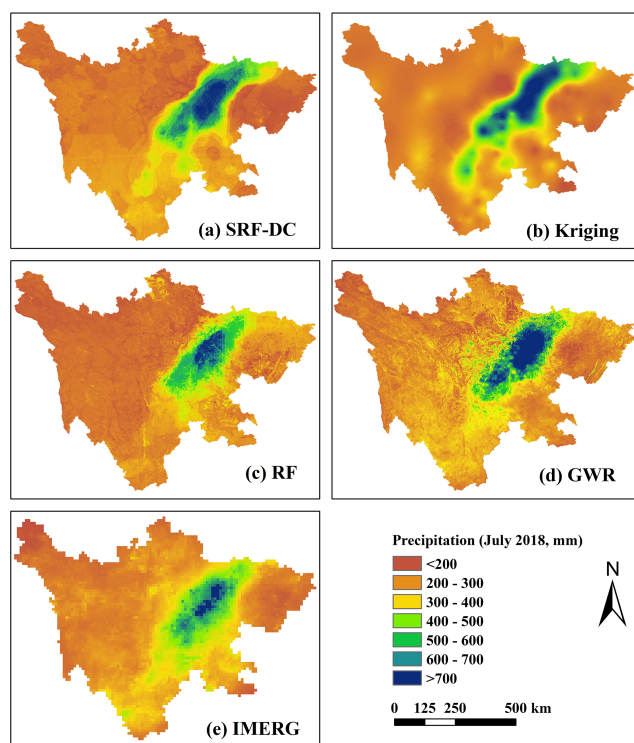 (a) SRF-DC
(b) Kriging
(c) RF
(d) GWR
(e) IMERG
Precipitation (July 2018, mm)
<200
200 - 300
300 - 400
400 - 500
500 - 600
600 - 700
>700
N
0 125 250 500 km